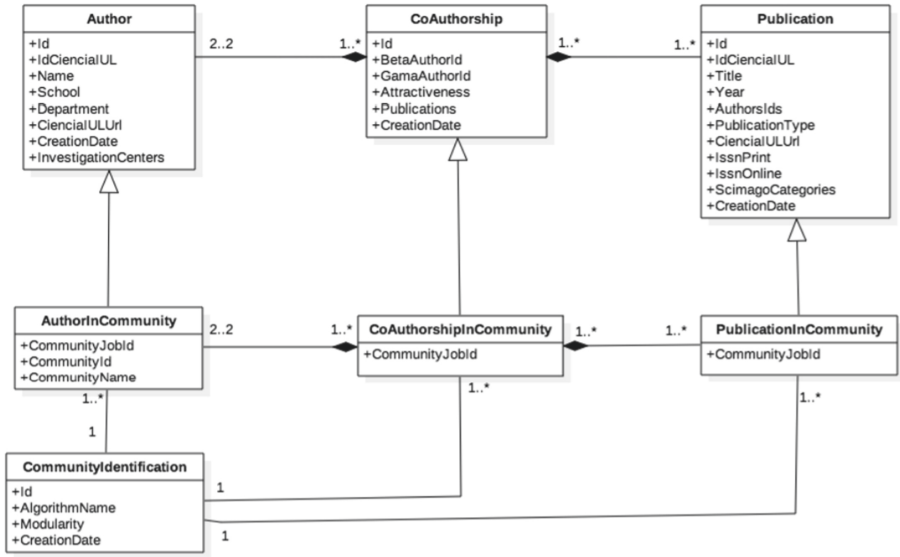 Author
+Id
+IdCiencialUL
+Name
+School
+Department
+CiencialULUrl
+CreationDate
+InvestigationCenters
2..2
1..*
CoAuthorship
+Id
+BetaAuthorId
+GamaAuthorId
+Attractiveness
+Publications
+CreationDate
1..*
1..*
Publication
+Id
+IdCiencialUL
+Title
+Year
+AuthorsIds
+PublicationType
+CiencialULUrl
+IssnPrint
+IssnOnline
+ScimagoCategories
+CreationDate
AuthorInCommunity
+CommunityJobId
+CommunityId
+CommunityName
2..2
1..*
CoAuthorshipInCommunity
+CommunityJobId
1..*
1..*
PublicationInCommunity
+CommunityJobId
1..*
1
1..*
1..*
CommunityIdentification
+Id
+AlgorithmName
+Modularity
+CreationDate
1
1